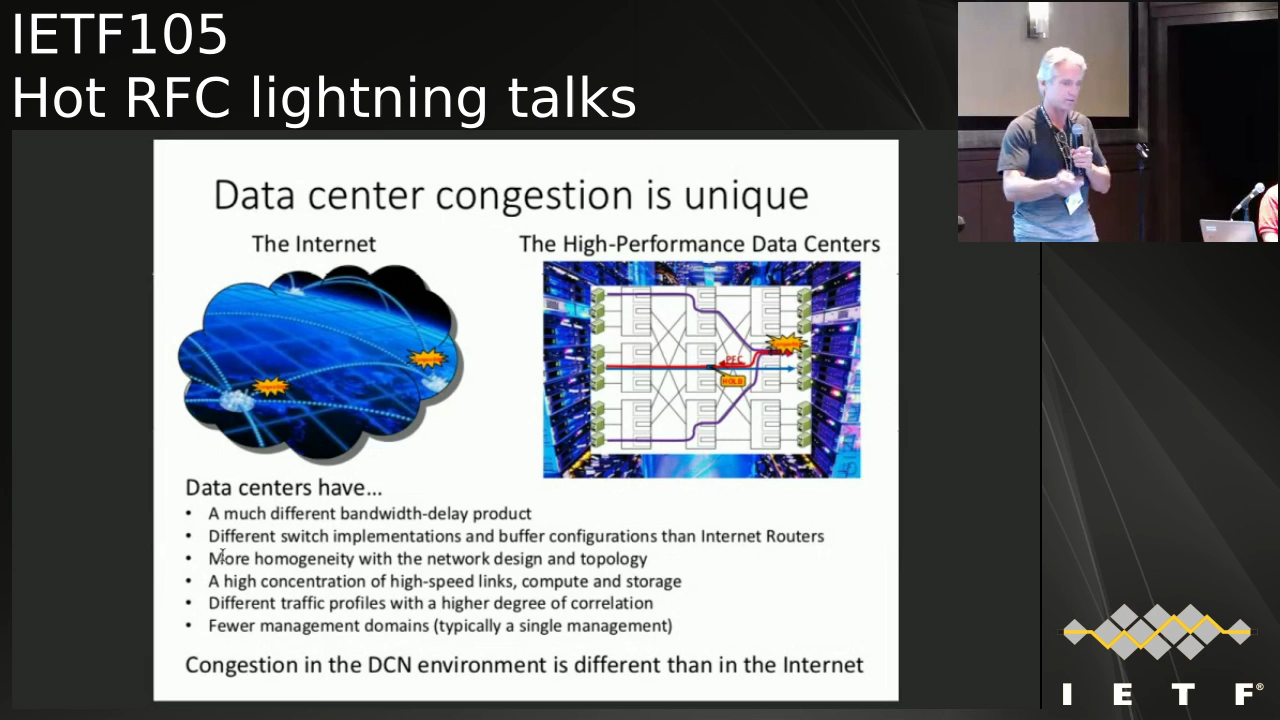 IETF105
Hot RFC lightning talks
Data center congestion is unique
The Internet
The High-Performance Data Centers
PFC
HOLB
Data centers have...
• A much different bandwidth-delay product
• Different switch implementations and buffer configurations than Internet Routers
• More homogeneity with the network design and topology
• A high concentration of high-speed links, compute and storage
• Different traffic profiles with a higher degree of correlation
• Fewer management domains (typically a single management)
Congestion in the DCN environment is different than in the Internet
I E T F®